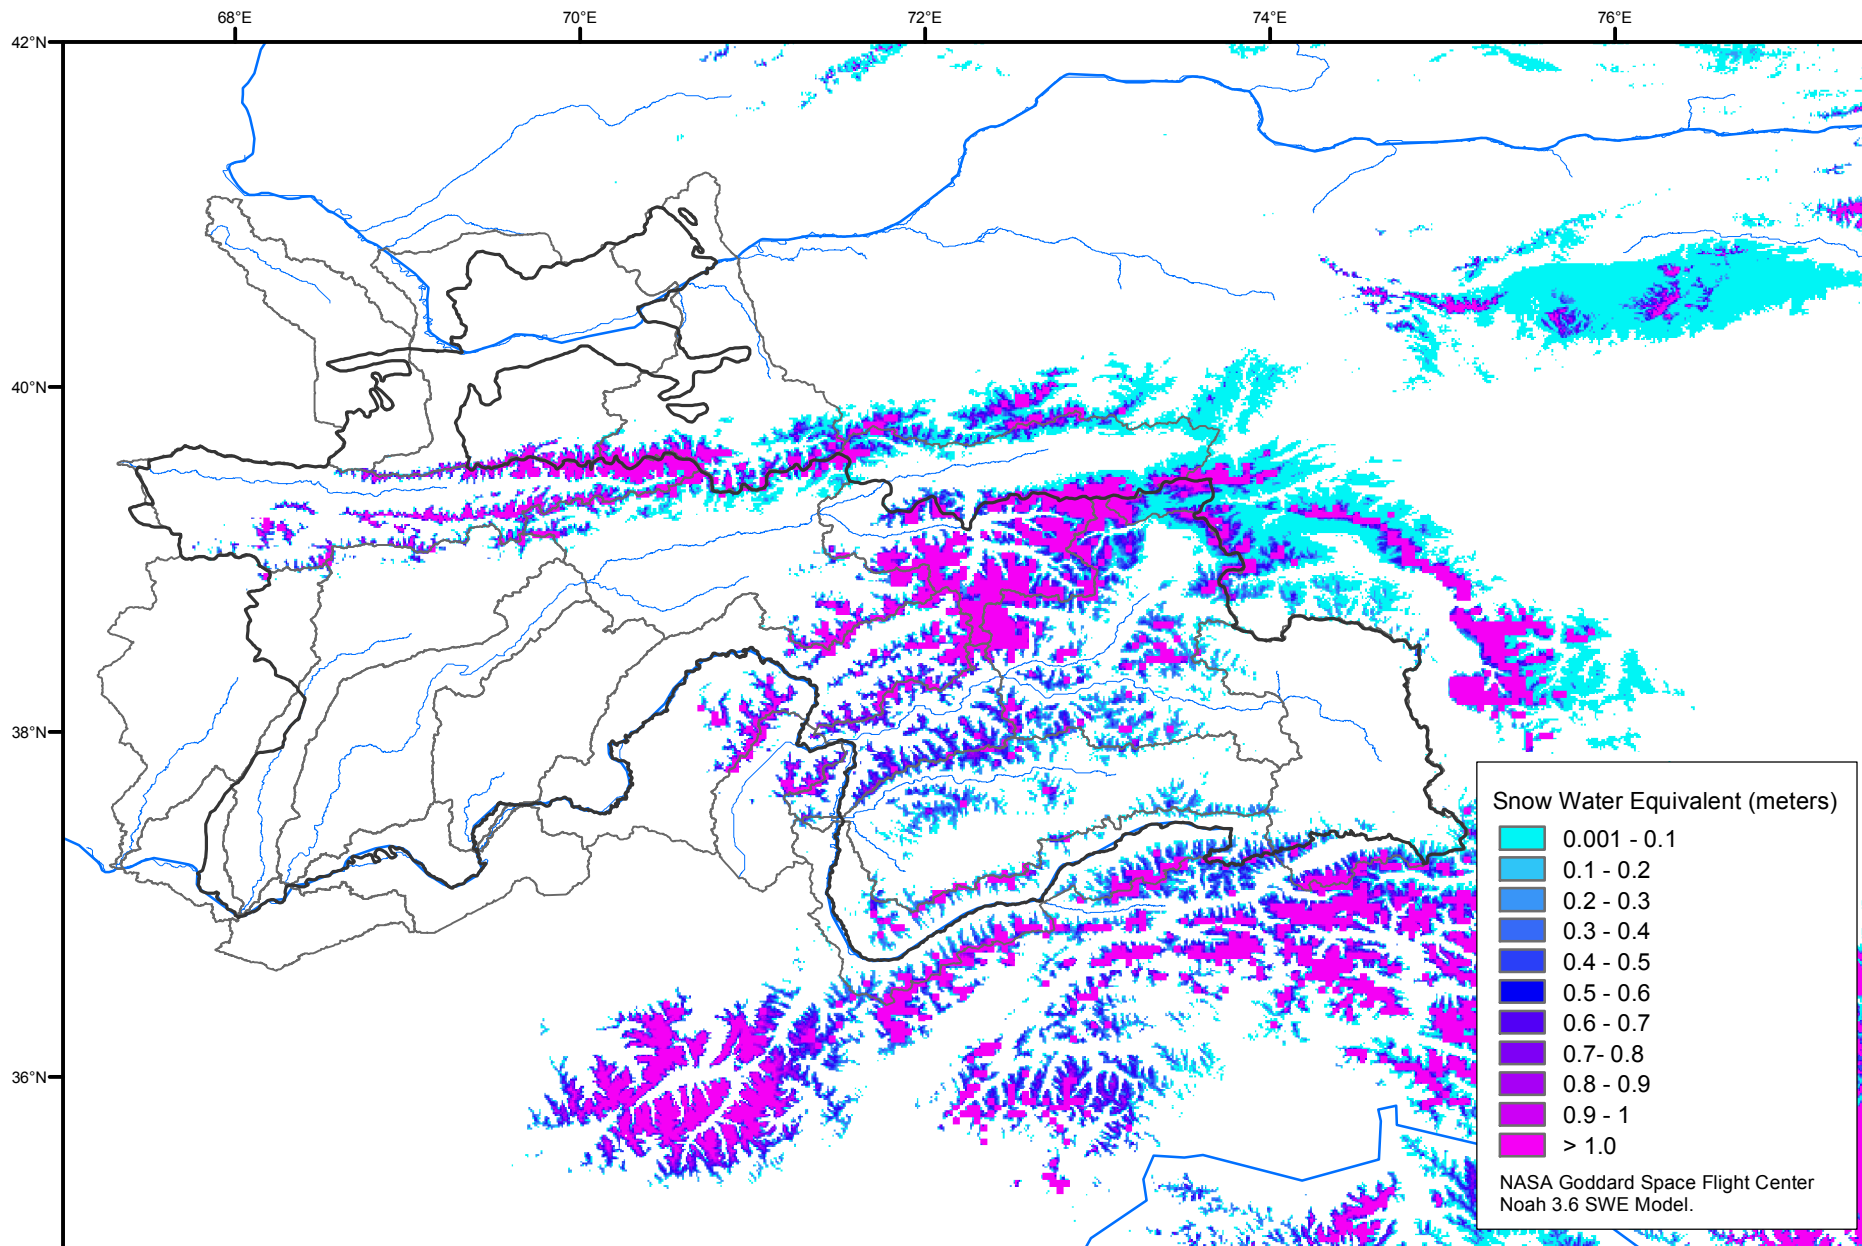 68°E 70°E 72°E 74°E 76°E
42°N
40°N
38°N
36°N
Snow Water Equivalent (meters)
0.001 - 0.1
0.1 - 0.2
0.2 - 0.3
0.3 - 0.4
0.4 - 0.5
0.5 - 0.6
0.6 - 0.7
0.7- 0.8
0.8 - 0.9
0.9 - 1
> 1.0
NASA Goddard Space Flight Center
Noah 3.6 SWE Model.